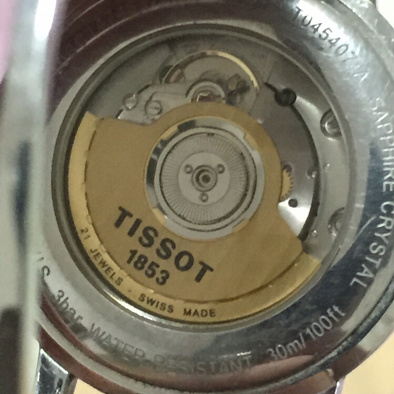 TISSOT
1853
21 JEWELS - SWISS MADE
SAPPHIRE CRYSTAL
3bar WATER-RESISTANT 30m/100ft